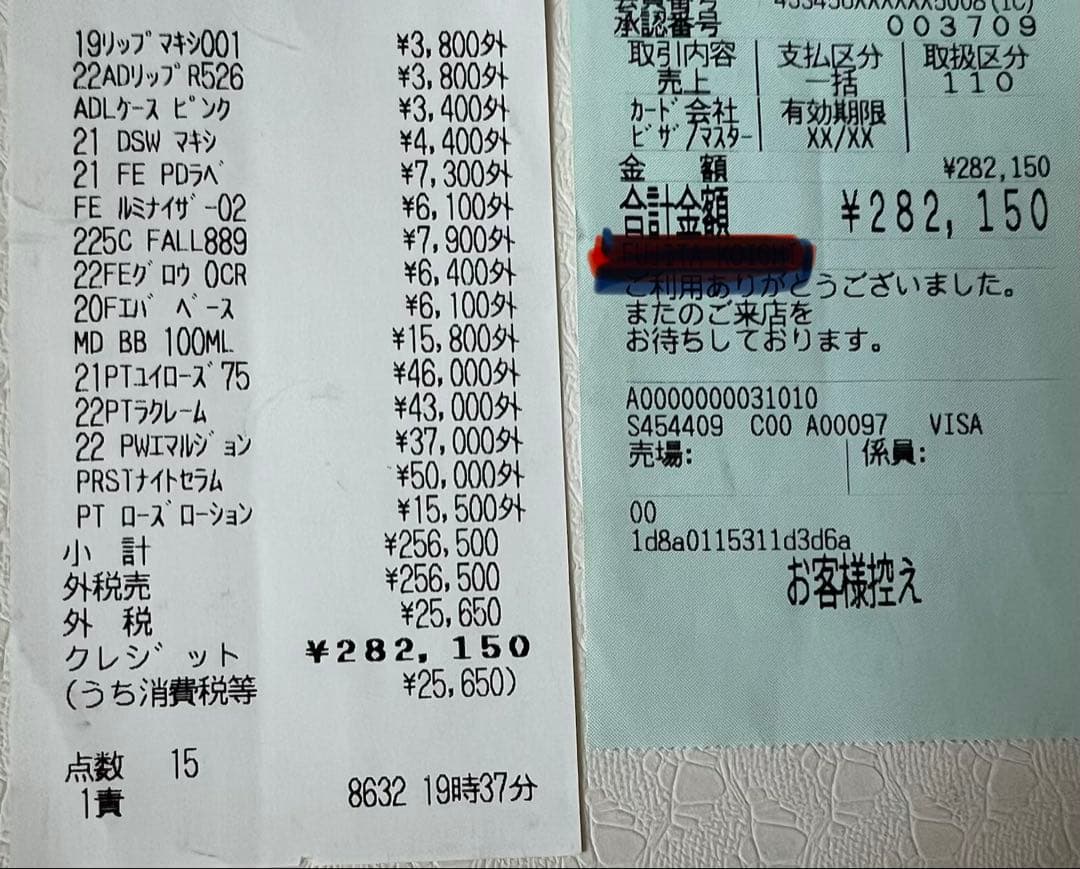 19リップマキシ001 ¥3,800外
22ADリップR526 ¥3,800外
ADLケース ピンク ¥3,400外
21 DSW マキシ ¥4,400外
21 FE PDラベ ¥7,300外
FE ルミナイザー02 ¥6,100外
225C FALL889 ¥7,900外
22FEグロウ 0CR ¥6,400外
20Fエバ ベース ¥6,100外
MD BB 100ML ¥15,800外
21PTユイローズ75 ¥46,000外
22PTラクレーム ¥43,000外
22 PWエマルジョン ¥37,000外
PRSTナイトセラム ¥50,000外
PT ローズローション ¥15,500外
小 計 ¥256,500
外税売 ¥256,500
外 税 ¥25,650
クレジット ¥282,150
(うち消費税等 ¥25,650)
点数 15
1責 8632 19時37分
承認番号 003709
取引内容 支払区分 取扱区分
売上 一括 110
カード会社 有効期限
ビザ/マスター XX/XX
金 額 ¥282,150
合計金額 ¥282,150
ご利用ありがとうございました。
またのご来店を
お待ちしております。
A0000000031010
S454409 C00 A00097 VISA
売場: 係員:
00
1d8a0115311d3d6a
お客様控え